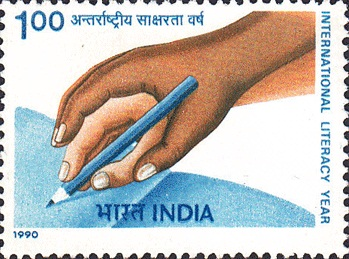 1.00 अन्तर्राष्ट्रीय साक्षरता वर्ष
INTERNATIONAL LITERACY YEAR
भारत INDIA
1990